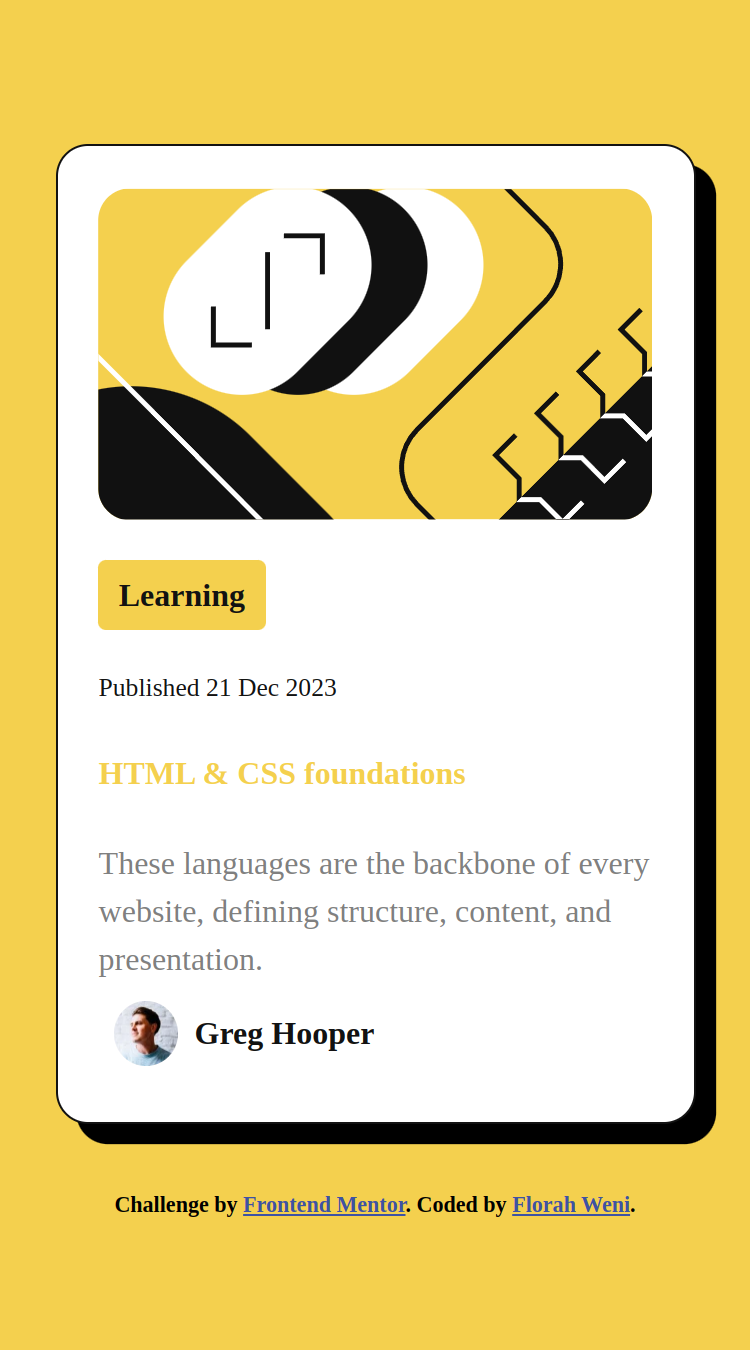 Learning
Published 21 Dec 2023
HTML & CSS foundations
These languages are the backbone of every
website, defining structure, content, and
presentation.
Greg Hooper
Challenge by Frontend Mentor. Coded by Florah Weni.